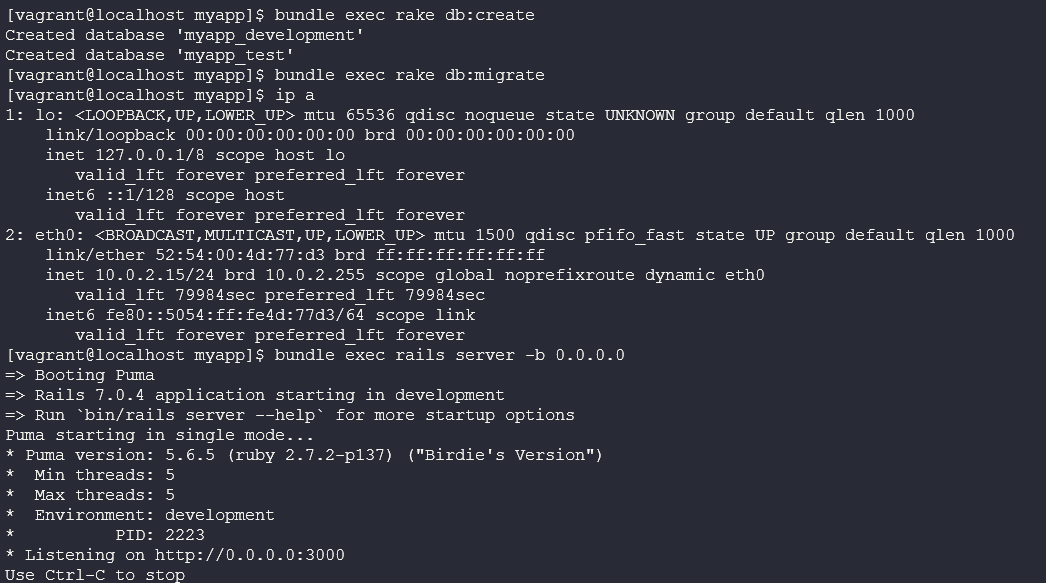 [vagrant@localhost myapp]$ bundle exec rake db:create
Created database 'myapp_development'
Created database 'myapp_test'
[vagrant@localhost myapp]$ bundle exec rake db:migrate
[vagrant@localhost myapp]$ ip a
1: lo: <LOOPBACK,UP,LOWER_UP> mtu 65536 qdisc noqueue state UNKNOWN group default qlen 1000
    link/loopback 00:00:00:00:00:00 brd 00:00:00:00:00:00
    inet 127.0.0.1/8 scope host lo
       valid_lft forever preferred_lft forever
    inet6 ::1/128 scope host
       valid_lft forever preferred_lft forever
2: eth0: <BROADCAST,MULTICAST,UP,LOWER_UP> mtu 1500 qdisc pfifo_fast state UP group default qlen 1000
    link/ether 52:54:00:4d:77:d3 brd ff:ff:ff:ff:ff:ff
    inet 10.0.2.15/24 brd 10.0.2.255 scope global noprefixroute dynamic eth0
       valid_lft 79984sec preferred_lft 79984sec
    inet6 fe80::5054:ff:fe4d:77d3/64 scope link
       valid_lft forever preferred_lft forever
[vagrant@localhost myapp]$ bundle exec rails server -b 0.0.0.0
=> Booting Puma
=> Rails 7.0.4 application starting in development
=> Run `bin/rails server --help` for more startup options
Puma starting in single mode...
* Puma version: 5.6.5 (ruby 2.7.2-p137) ("Birdie's Version")
*  Min threads: 5
*  Max threads: 5
*  Environment: development
*          PID: 2223
* Listening on http://0.0.0.0:3000
Use Ctrl-C to stop